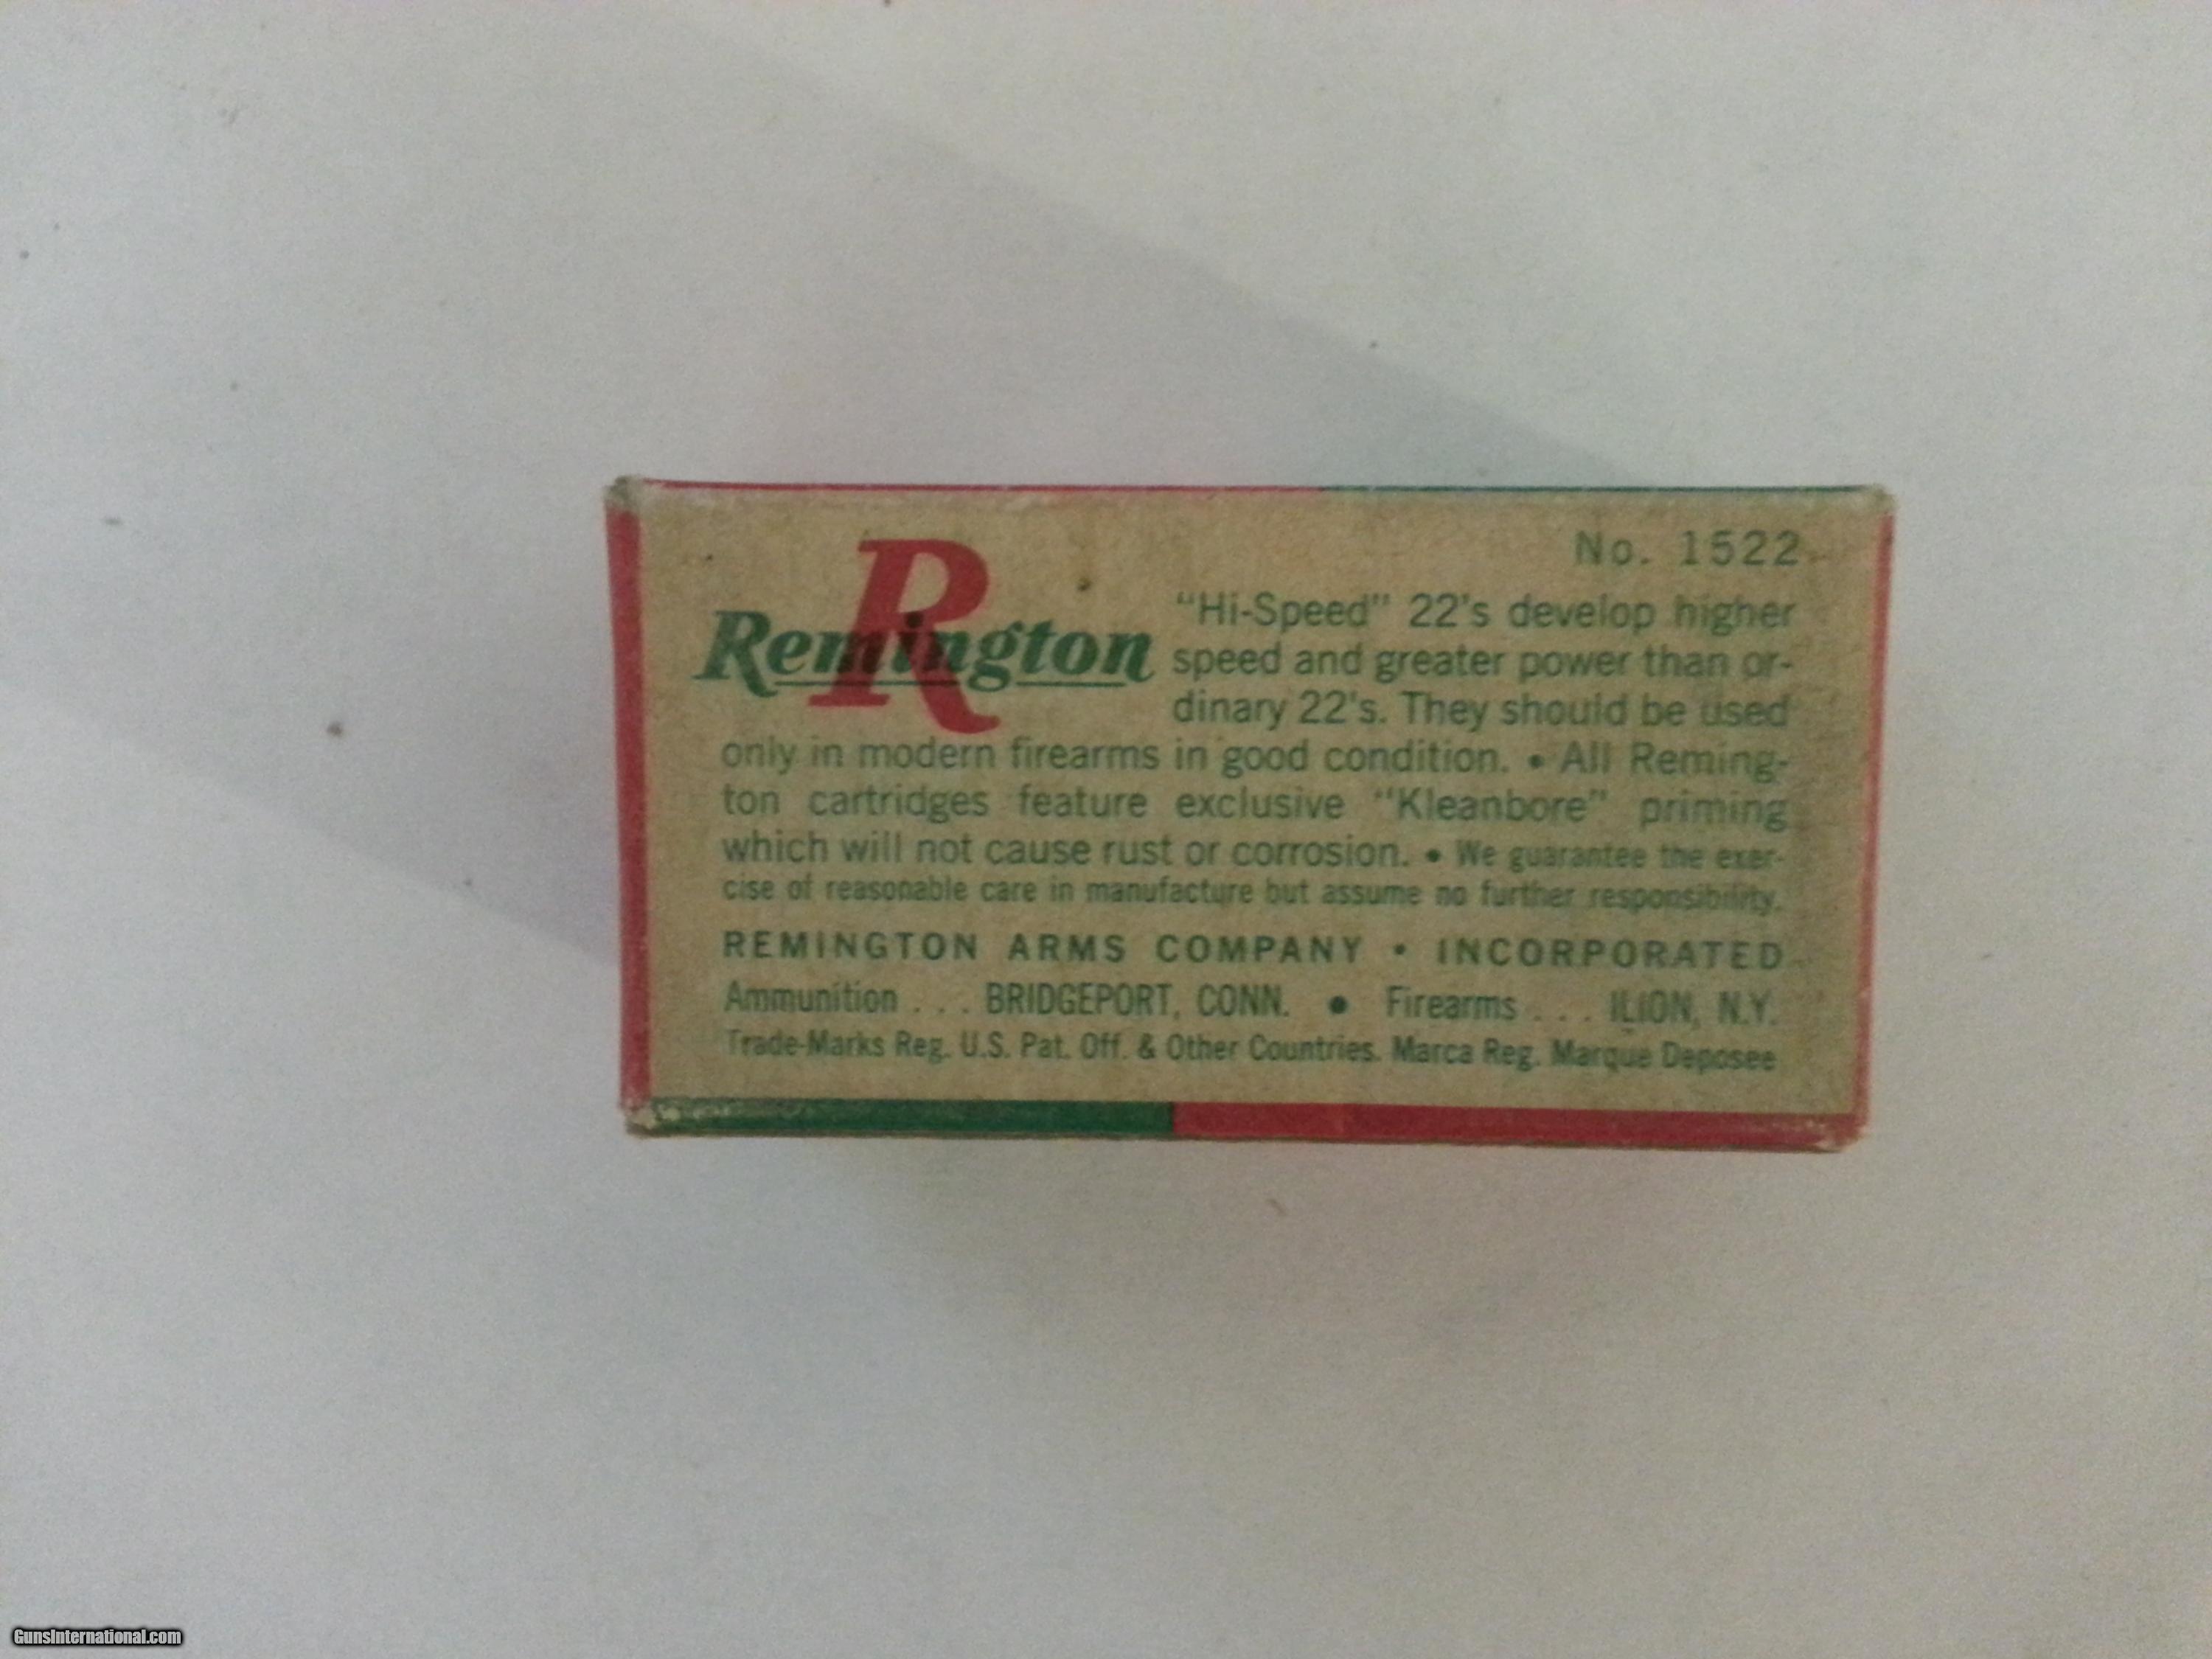 No. 1522
R
Remington
"Hi-Speed" 22's develop higher
speed and greater power than or-
dinary 22's. They should be used
only in modern firearms in good condition. • All Reming-
ton cartridges feature exclusive "Kleanbore" priming
which will not cause rust or corrosion. • We guarantee the exer-
cise of reasonable care in manufacture but assume no further responsibility.
REMINGTON ARMS COMPANY • INCORPORATED
Ammunition . . . BRIDGEPORT, CONN. • Firearms . . . ILION, N.Y.
Trade-Marks Reg. U.S. Pat. Off. & Other Countries. Marca Reg. Marque Deposee
GunsInternational.com